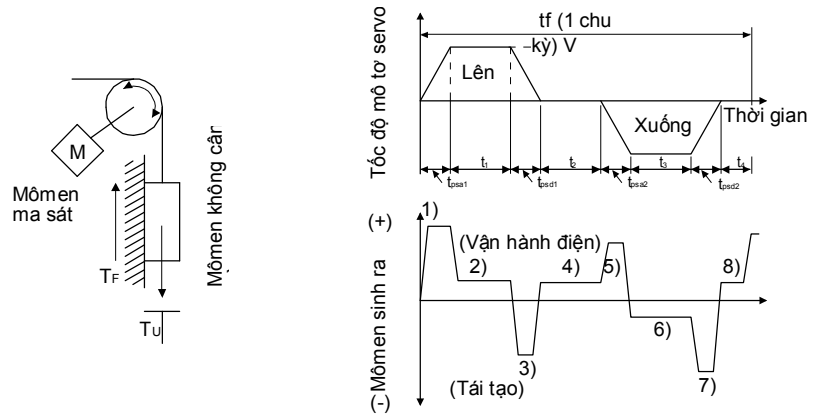 M
Mômen
ma sát
TF
TU
Mômen không cân
Tốc độ mô tơ servo
tf (1 chu
kỳ) V
Lên
Xuống
Thời gian
tpsa1
t1
tpsd1
t2
tpsa2
t3
tpsd2
t4
Mômen sinh ra
(+)
1)
(Vận hành điện)
2)
4)
5)
8)
3)
6)
7)
(Tái tạo)
(-)